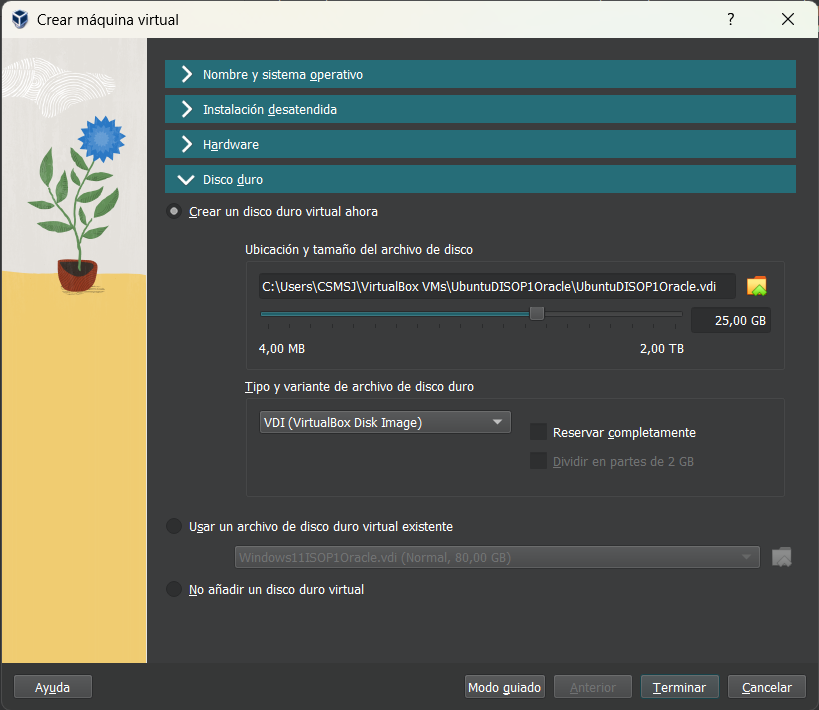 Crear máquina virtual
?
Nombre y sistema operativo
Instalación desatendida
Hardware
Disco duro
Crear un disco duro virtual ahora
Ubicación y tamaño del archivo de disco
C:\Users\CSMSJ\VirtualBox VMs\UbuntuDISOP1Oracle\UbuntuDISOP1Oracle.vdi
25,00 GB
4,00 MB 2,00 TB
Tipo y variante de archivo de disco duro
VDI (VirtualBox Disk Image)
Reservar completamente
Dividir en partes de 2 GB
Usar un archivo de disco duro virtual existente
Windows11ISOP1Oracle.vdi (Normal, 80,00 GB)
No añadir un disco duro virtual
Ayuda Modo guiado Anterior Terminar Cancelar